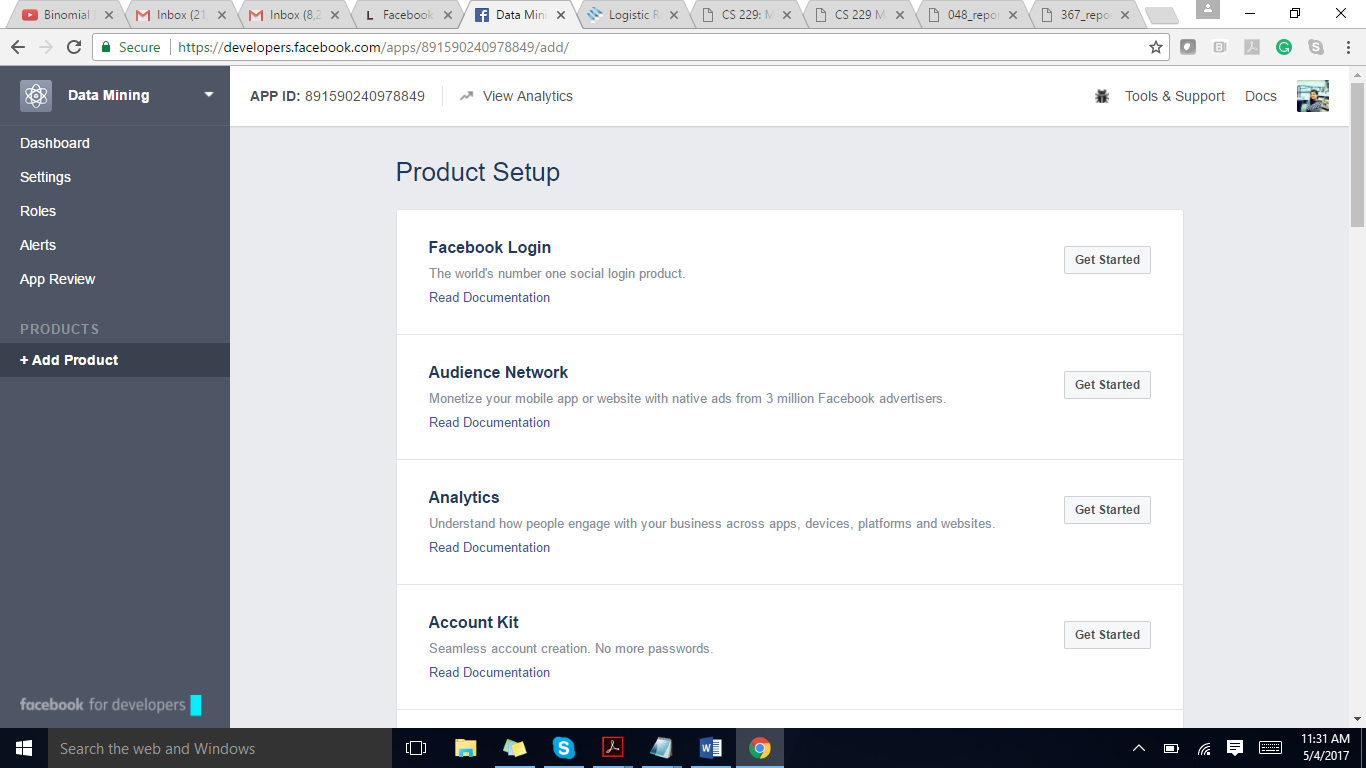 Binomial
Inbox (21,
Inbox (8,2
Facebook
Data Min
Logistic R
CS 229: M
CS 229 M
048_repo
367_repo
Secure
https://developers.facebook.com/apps/891590240978849/add/
Data Mining
APP ID: 891590240978849
View Analytics
Tools & Support
Docs
Dashboard
Settings
Roles
Alerts
App Review
PRODUCTS
+ Add Product
facebook for developers
Product Setup
Facebook Login
The world's number one social login product.
Read Documentation
Get Started
Audience Network
Monetize your mobile app or website with native ads from 3 million Facebook advertisers.
Read Documentation
Get Started
Analytics
Understand how people engage with your business across apps, devices, platforms and websites.
Read Documentation
Get Started
Account Kit
Seamless account creation. No more passwords.
Read Documentation
Get Started
Search the web and Windows
11:31 AM
5/4/2017